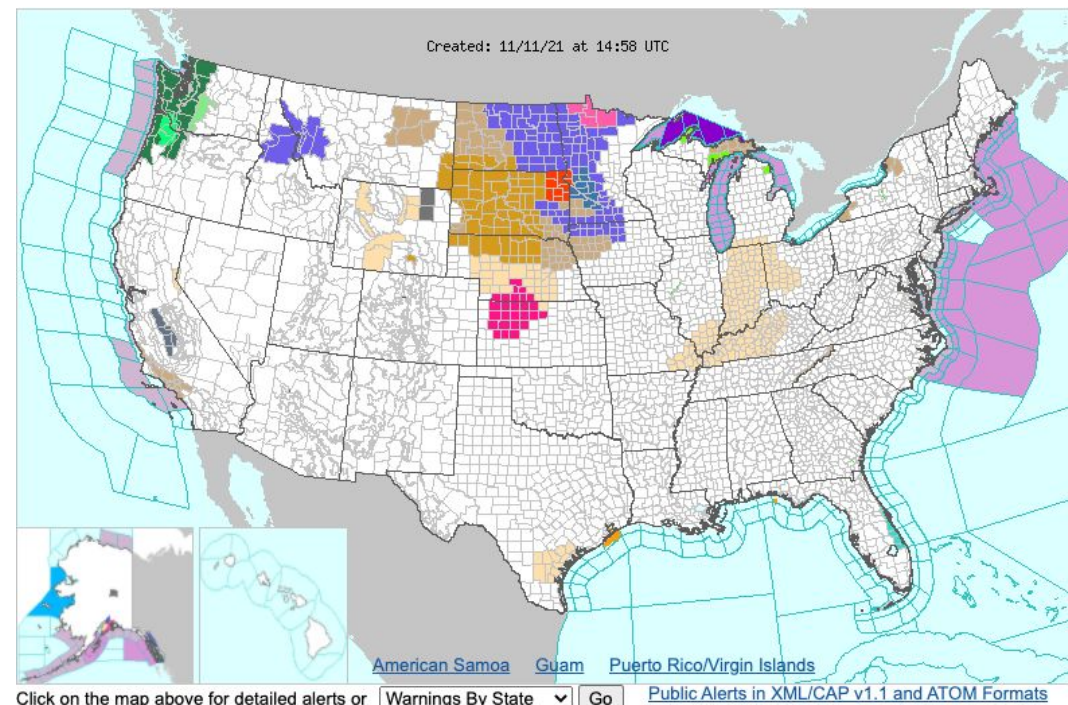 Created: 11/11/21 at 14:58 UTC
American Samoa Guam Puerto Rico/Virgin Islands
Click on the map above for detailed alerts or Warnings By State Go Public Alerts in XML/CAP v1.1 and ATOM Formats